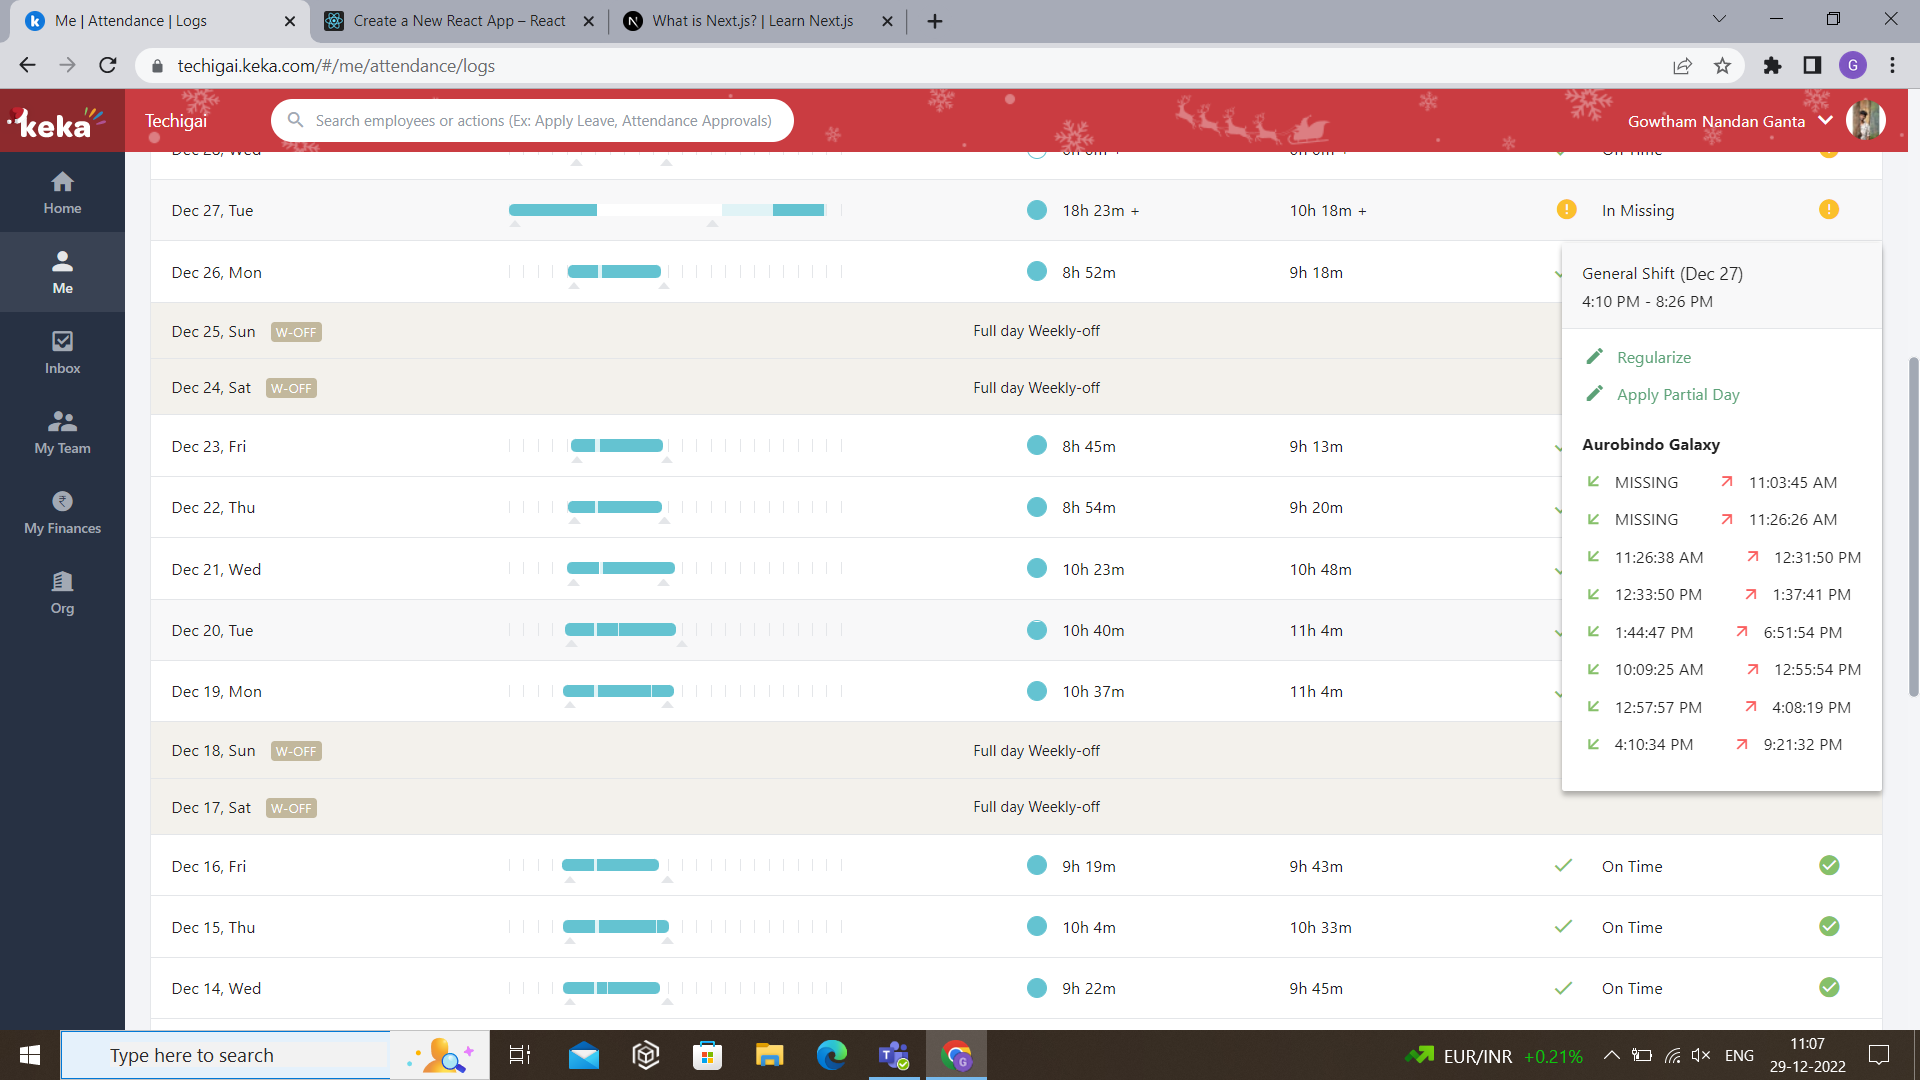 Me | Attendance | Logs
Create a New React App – React
What is Next.js? | Learn Next.js
techigai.keka.com/#/me/attendance/logs
G
keka
Techigai
Search employees or actions (Ex: Apply Leave, Attendance Approvals)
Gowtham Nandan Ganta
Home
Me
Inbox
My Team
My Finances
Org
Dec 27, Tue 18h 23m + 10h 18m + In Missing
Dec 26, Mon 8h 52m 9h 18m
Dec 25, Sun W-OFF Full day Weekly-off
Dec 24, Sat W-OFF Full day Weekly-off
Dec 23, Fri 8h 45m 9h 13m
Dec 22, Thu 8h 54m 9h 20m
Dec 21, Wed 10h 23m 10h 48m
Dec 20, Tue 10h 40m 11h 4m
Dec 19, Mon 10h 37m 11h 4m
Dec 18, Sun W-OFF Full day Weekly-off
Dec 17, Sat W-OFF Full day Weekly-off
Dec 16, Fri 9h 19m 9h 43m On Time
Dec 15, Thu 10h 4m 10h 33m On Time
Dec 14, Wed 9h 22m 9h 45m On Time
General Shift (Dec 27)
4:10 PM - 8:26 PM
Regularize
Apply Partial Day
Aurobindo Galaxy
MISSING 11:03:45 AM
MISSING 11:26:26 AM
11:26:38 AM 12:31:50 PM
12:33:50 PM 1:37:41 PM
1:44:47 PM 6:51:54 PM
10:09:25 AM 12:55:54 PM
12:57:57 PM 4:08:19 PM
4:10:34 PM 9:21:32 PM
Type here to search
EUR/INR +0.21%
ENG
11:07
29-12-2022